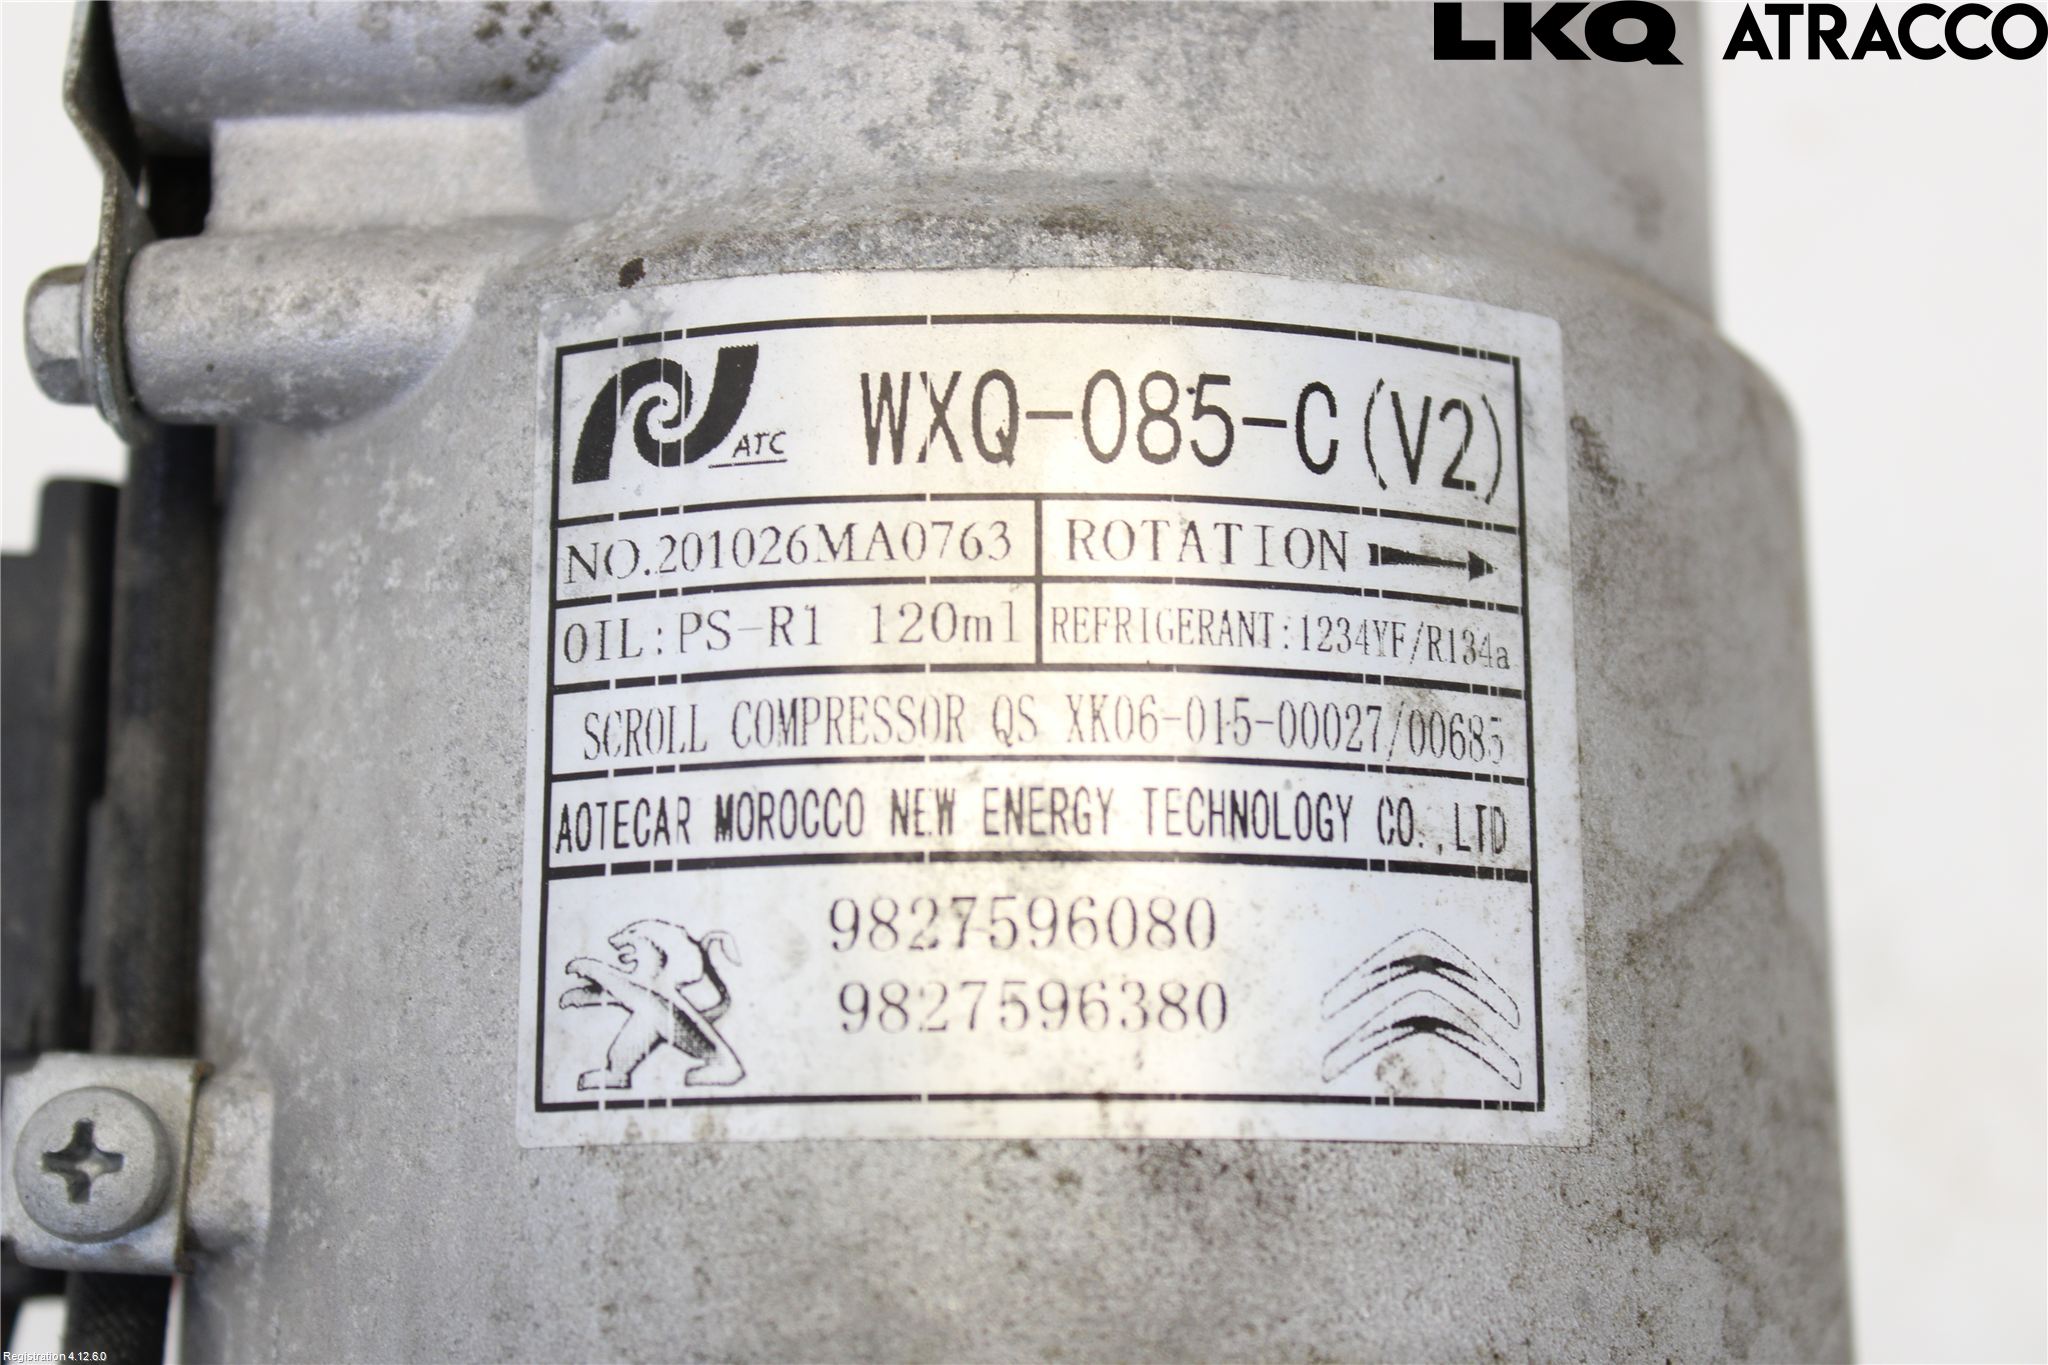 LKQ ATRACCO
ATC
WXQ-085-C(V2)
NO.201026MA0763
ROTATION
OIL:PS-R1 120ml
REFRIGERANT:1234YF/R134a
SCROLL COMPRESSOR QS XK06-015-00027/00685
AOTECAR MOROCCO NEW ENERGY TECHNOLOGY CO.,LTD
9827596080
9827596380
Registration 4.12.6.0